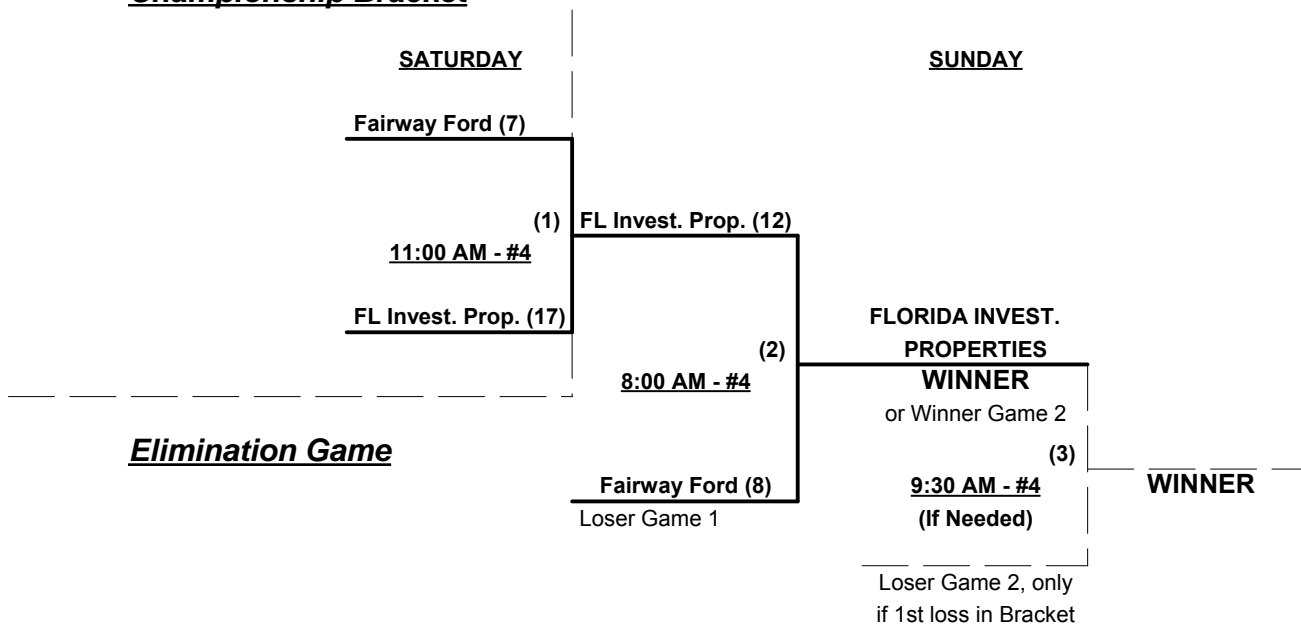 Championship Bracket
SATURDAY
SUNDAY
Fairway Ford (7)
(1)
11:00 AM - #4
FL Invest. Prop. (17)
FL Invest. Prop. (12)
(2)
8:00 AM - #4
Fairway Ford (8)
Loser Game 1
FLORIDA INVEST.
PROPERTIES
WINNER
or Winner Game 2
(3)
9:30 AM - #4
(If Needed)
Loser Game 2, only
if 1st loss in Bracket
WINNER
Elimination Game